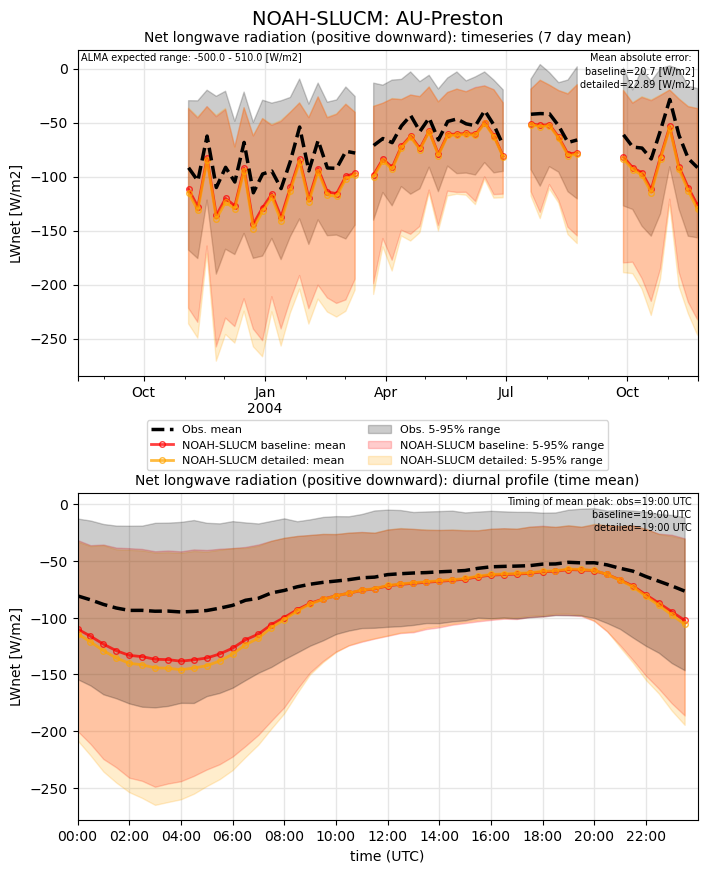 NOAH-SLUCM: AU-Preston
Net longwave radiation (positive downward): timeseries (7 day mean)
ALMA expected range: -500.0 - 510.0 [W/m2]
Mean absolute error:
baseline=20.7 [W/m2]
detailed=22.89 [W/m2]
0
−50
−100
−150
−200
−250
LWnet [W/m2]
Oct
Jan
2004
Apr
Jul
Oct
Obs. mean
NOAH-SLUCM baseline: mean
NOAH-SLUCM detailed: mean
Obs. 5-95% range
NOAH-SLUCM baseline: 5-95% range
NOAH-SLUCM detailed: 5-95% range
Net longwave radiation (positive downward): diurnal profile (time mean)
Timing of mean peak: obs=19:00 UTC
baseline=19:00 UTC
detailed=19:00 UTC
0
−50
−100
−150
−200
−250
LWnet [W/m2]
00:00 02:00 04:00 06:00 08:00 10:00 12:00 14:00 16:00 18:00 20:00 22:00
time (UTC)